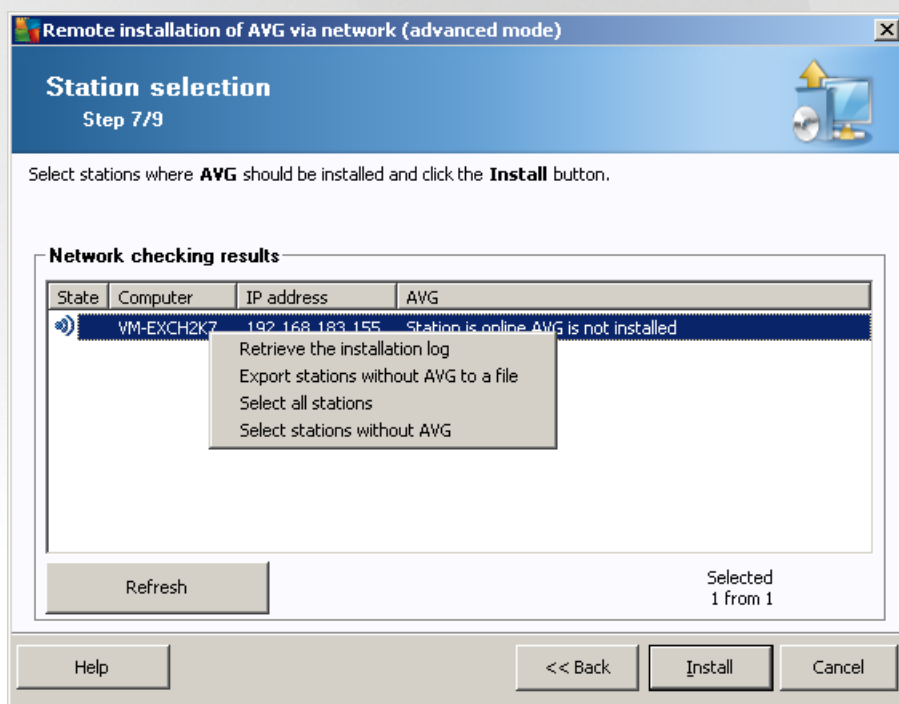 Remote installation of AVG via network (advanced mode)
Station selection
Step 7/9
Select stations where AVG should be installed and click the Install button.
Network checking results
State Computer IP address AVG
VM-EXCH2K7 192.168.183.155 Station is online AVG is not installed
Retrieve the installation log
Export stations without AVG to a file
Select all stations
Select stations without AVG
Refresh
Selected
1 from 1
Help << Back Install Cancel